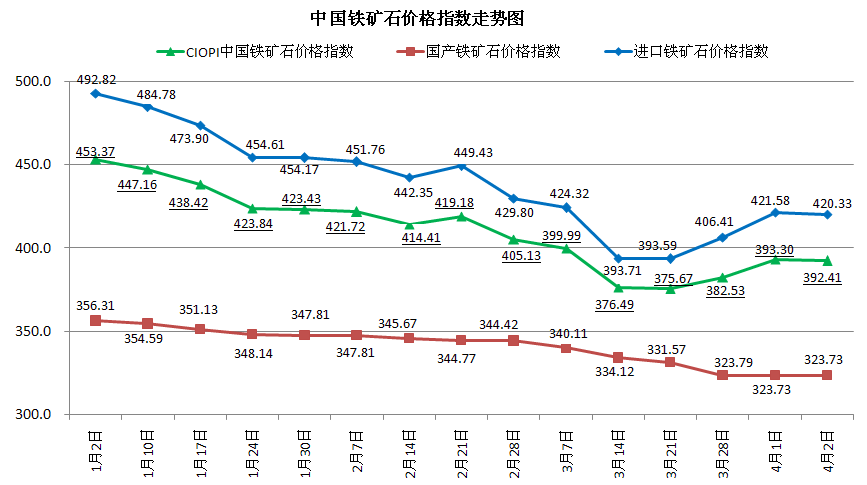 中国铁矿石价格指数走势图
CIOPI中国铁矿石价格指数 国产铁矿石价格指数 进口铁矿石价格指数
500.0
450.0
400.0
350.0
300.0
492.82 484.78 473.90 454.61 454.17 451.76 442.35 449.43 429.80 424.32 393.71 393.59 406.41 421.58 420.33
453.37 447.16 438.42 423.84 423.43 421.72 414.41 419.18 405.13 399.99 376.49 375.67 382.53 393.30 392.41
356.31 354.59 351.13 348.14 347.81 347.81 345.67 344.77 344.42 340.11 334.12 331.57 323.79 323.73 323.73
1月2日 1月10日 1月17日 1月24日 1月30日 2月7日 2月14日 2月21日 2月28日 3月7日 3月14日 3月21日 3月28日 4月1日 4月2日